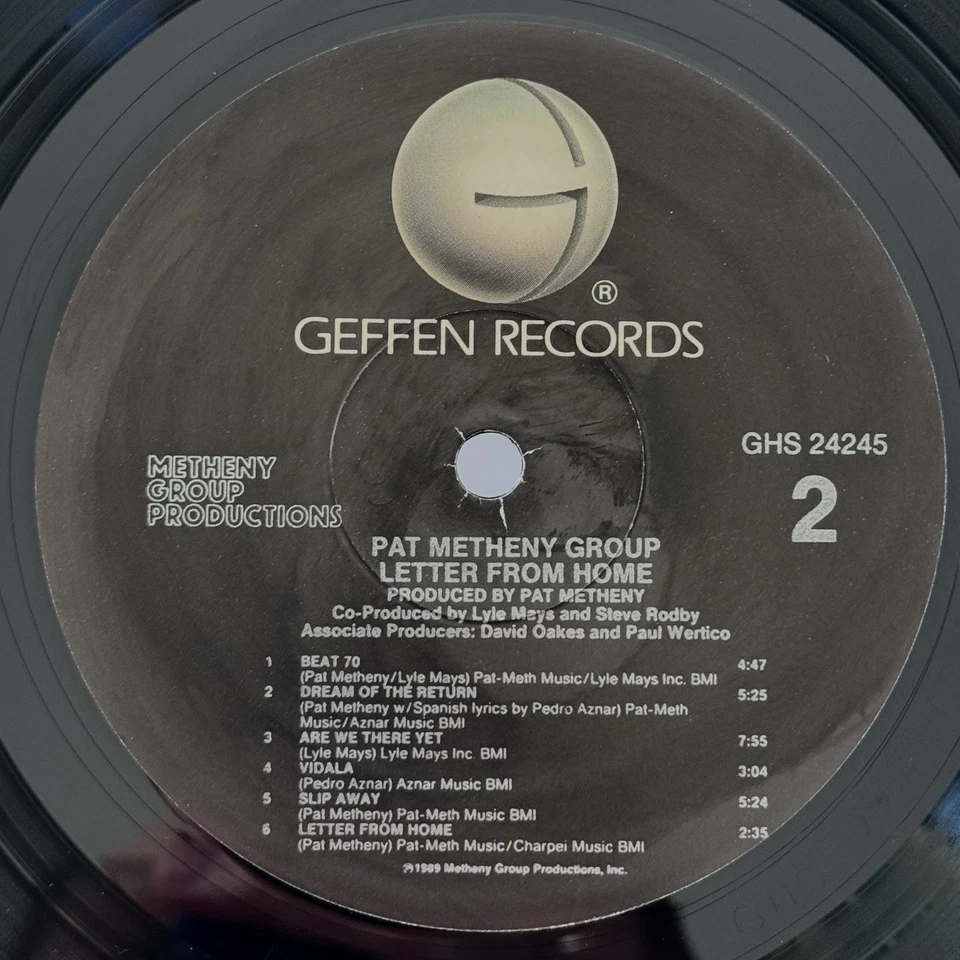 ®
GEFFEN RECORDS
METHENY
GROUP
PRODUCTIONS
GHS 24245
2
PAT METHENY GROUP
LETTER FROM HOME
PRODUCED BY PAT METHENY
Co-Produced by Lyle Mays and Steve Rodby
Associate Producers: David Oakes and Paul Wertico
1 BEAT 70 4:47
(Pat Metheny/Lyle Mays) Pat-Meth Music/Lyle Mays Inc. BMI
2 DREAM OF THE RETURN 5:25
(Pat Metheny w/Spanish lyrics by Pedro Aznar) Pat-Meth
Music/Aznar Music BMI
3 ARE WE THERE YET 7:55
(Lyle Mays) Lyle Mays Inc. BMI
4 VIDALA 3:04
(Pedro Aznar) Aznar Music BMI
5 SLIP AWAY 5:24
(Pat Metheny) Pat-Meth Music BMI
6 LETTER FROM HOME 2:35
(Pat Metheny) Pat-Meth Music/Charpei Music BMI
℗1989 Metheny Group Productions, Inc.